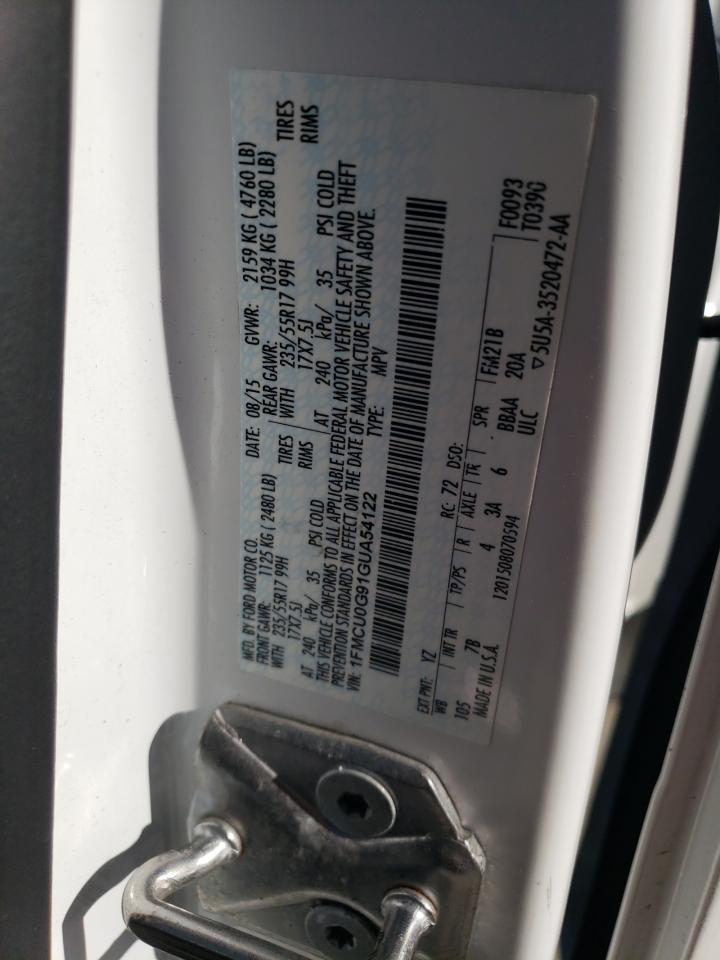 MFD. BY FORD MOTOR CO.
DATE: 08/15 GVWR: 2159 KG ( 4760 LB)
FRONT GAWR: 1125 KG ( 2480 LB) REAR GAWR: 1034 KG ( 2280 LB)
WITH 235/55R17 99H TIRES WITH 235/55R17 99H TIRES
17X7.5J RIMS 17X7.5J RIMS
AT 240 kPa/ 35 PSI COLD AT 240 kPa/ 35 PSI COLD
THIS VEHICLE CONFORMS TO ALL APPLICABLE FEDERAL MOTOR VEHICLE SAFETY AND THEFT
PREVENTION STANDARDS IN EFFECT ON THE DATE OF MANUFACTURE SHOWN ABOVE.
VIN: 1FMCU0G91GUA54122 TYPE: MPV
EXT PNT: YZ RC: 72 DSO: F0093
WB INT TR TP/PS R AXLE TR SPR FM21B T0390
105 7B 4 3A 6 BBAA 20A
MADE IN U.S.A. 1201508070594 ULC ▽5U5A-3520472-AA